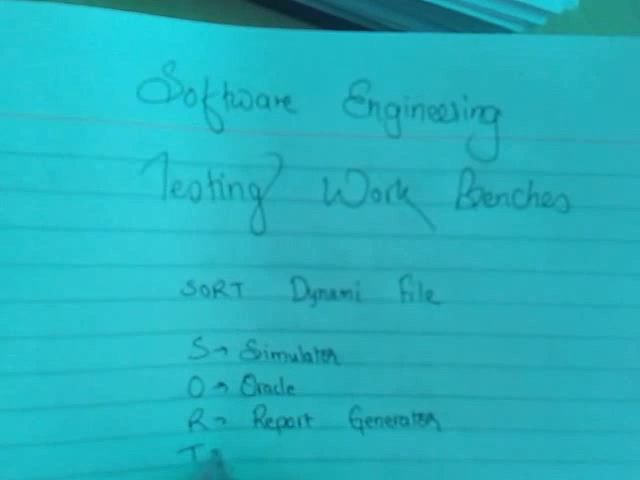 Software Engineering
Testing Work Benches
SORT Dynami File
S → Simulator
O → Oracle
R → Report Generator
T →